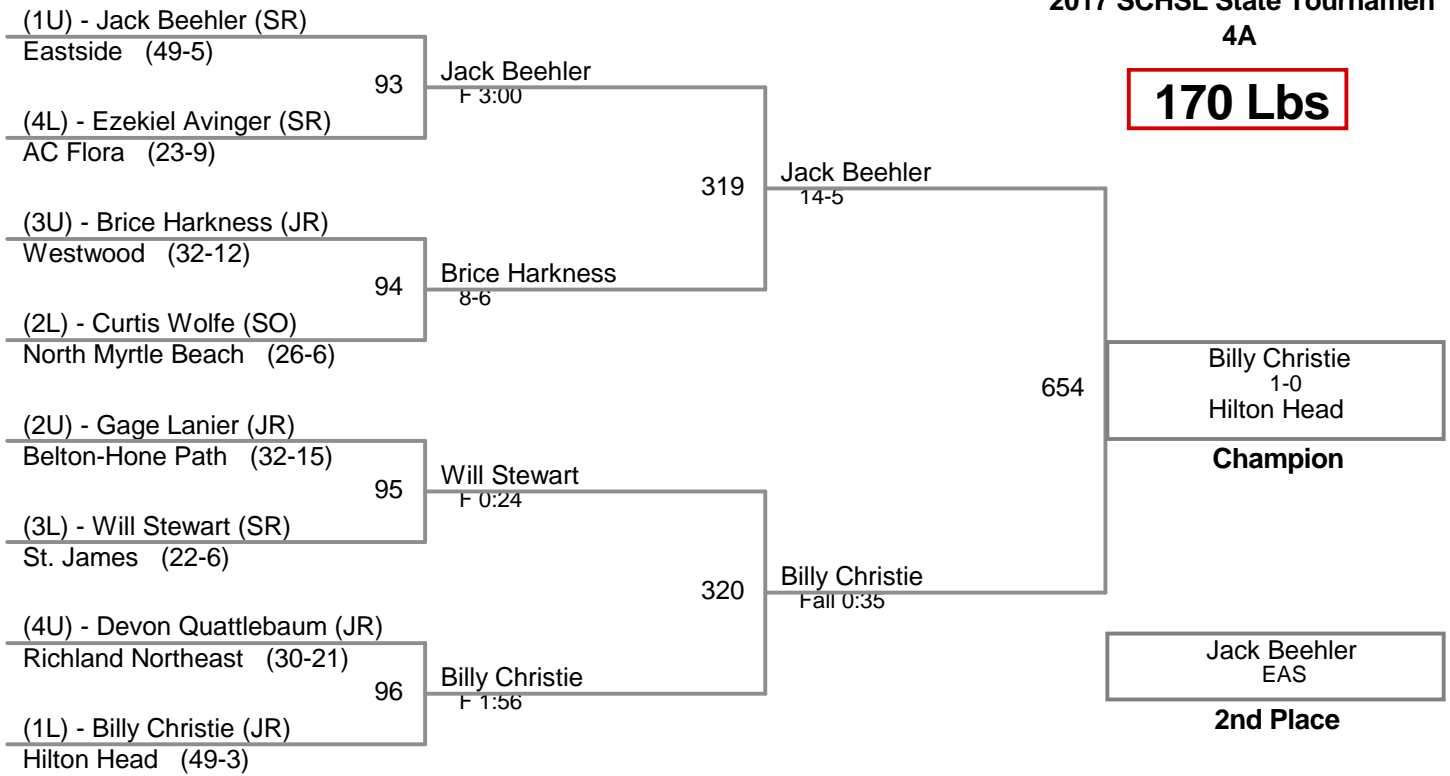 2017 SCHSL State Tournamen
4A
170 Lbs
(1U) - Jack Beehler (SR)
Eastside (49-5)
93
Jack Beehler
F 3:00
(4L) - Ezekiel Avinger (SR)
AC Flora (23-9)
319
Jack Beehler
14-5
(3U) - Brice Harkness (JR)
Westwood (32-12)
94
Brice Harkness
8-6
(2L) - Curtis Wolfe (SO)
North Myrtle Beach (26-6)
654
Billy Christie
1-0
Hilton Head
Champion
(2U) - Gage Lanier (JR)
Belton-Hone Path (32-15)
95
Will Stewart
F 0:24
(3L) - Will Stewart (SR)
St. James (22-6)
320
Billy Christie
Fall 0:35
(4U) - Devon Quattlebaum (JR)
Richland Northeast (30-21)
96
Billy Christie
F 1:56
(1L) - Billy Christie (JR)
Hilton Head (49-3)
Jack Beehler
EAS
2nd Place